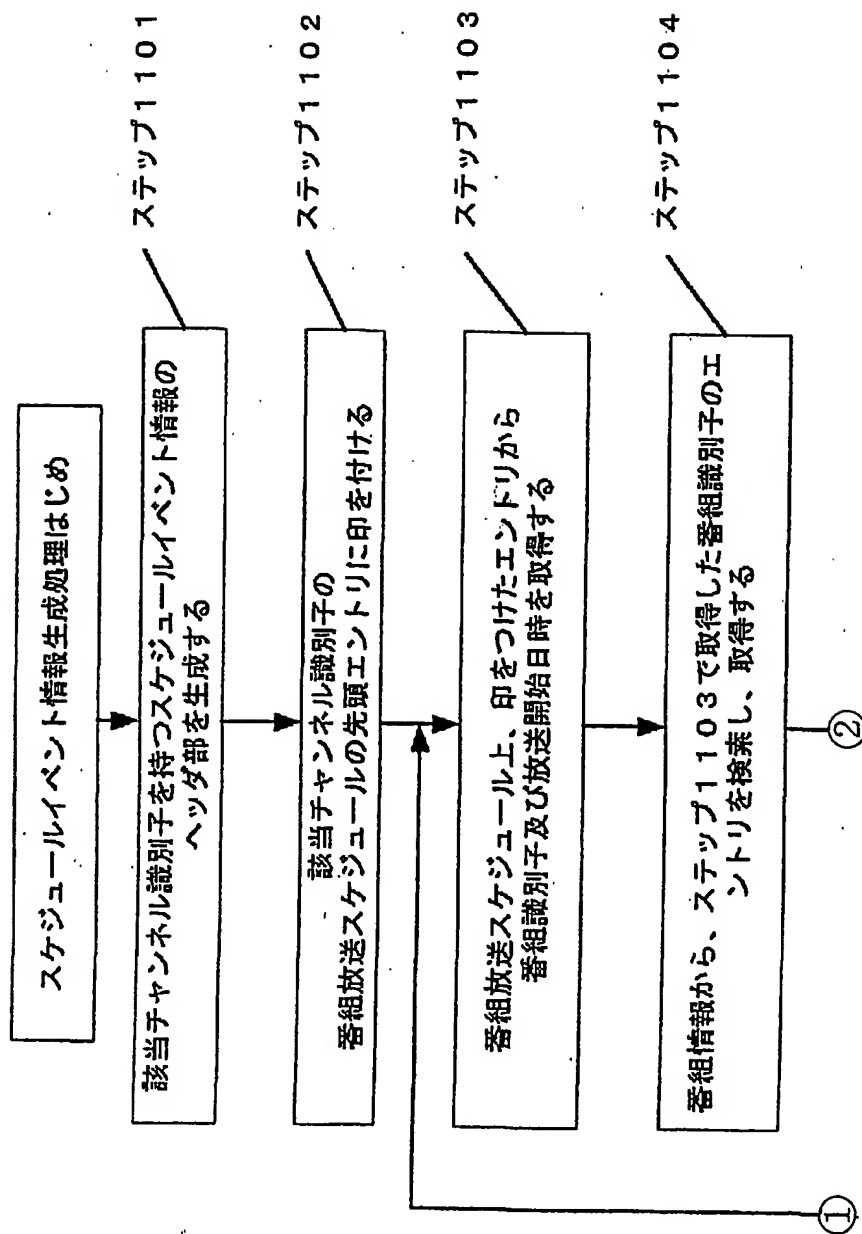 スケジュールイベント情報生成処理はじめ
該当チャンネル識別子を持つスケジュールイベント情報の
ヘッダ部を生成する
ステップ1101
該当チャンネル識別子の
番組放送スケジュールの先頭エントリに印を付ける
ステップ1102
番組放送スケジュール上、印をつけたエントリから
番組識別子及び放送開始日時を取得する
ステップ1103
番組情報から、ステップ1103で取得した番組識別子のエ
ントリを検索し、取得する
ステップ1104
①
②